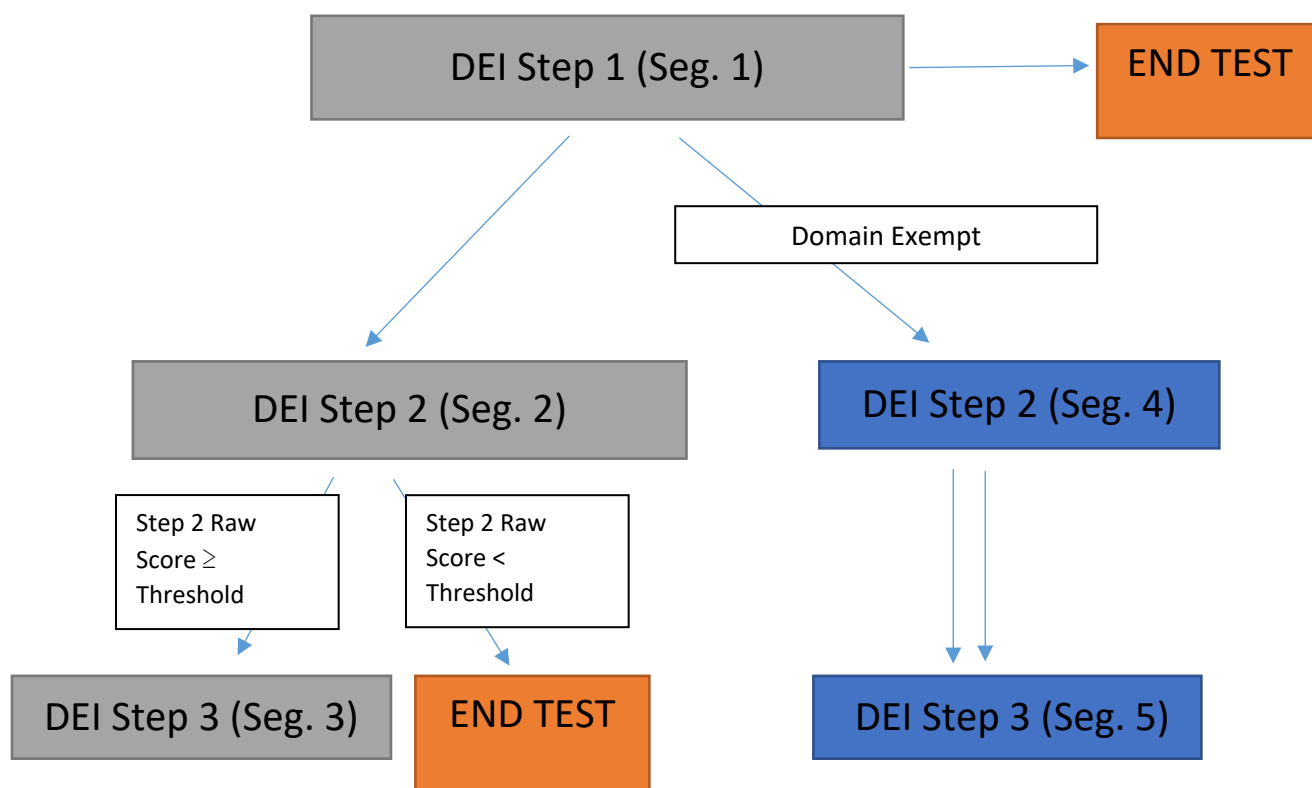 DEI Step 1 (Seg. 1)
END TEST
Domain Exempt
DEI Step 2 (Seg. 2)
DEI Step 2 (Seg. 4)
Step 2 Raw
Score ≥
Threshold
Step 2 Raw
Score <
Threshold
DEI Step 3 (Seg. 3)
END TEST
DEI Step 3 (Seg. 5)